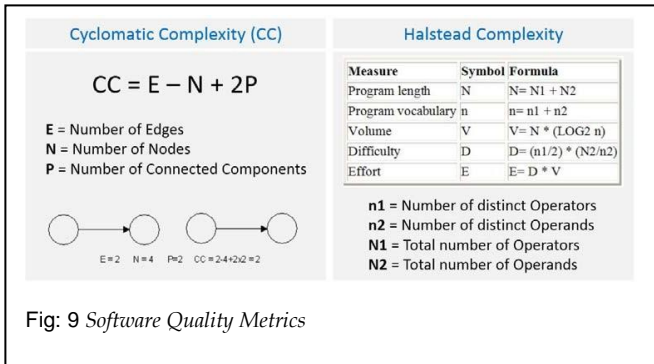 Cyclomatic Complexity (CC)
CC = E – N + 2P
E = Number of Edges
N = Number of Nodes
P = Number of Connected Components
E=2 N=4 P=2 CC=2-4+2x2=2
Halstead Complexity
Measure Symbol Formula
Program length N N= N1 + N2
Program vocabulary n n= n1 + n2
Volume V V= N * (LOG2 n)
Difficulty D D= (n1/2) * (N2/n2)
Effort E E= D * V
n1 = Number of distinct Operators
n2 = Number of distinct Operands
N1 = Total number of Operators
N2 = Total number of Operands
Fig: 9 Software Quality Metrics